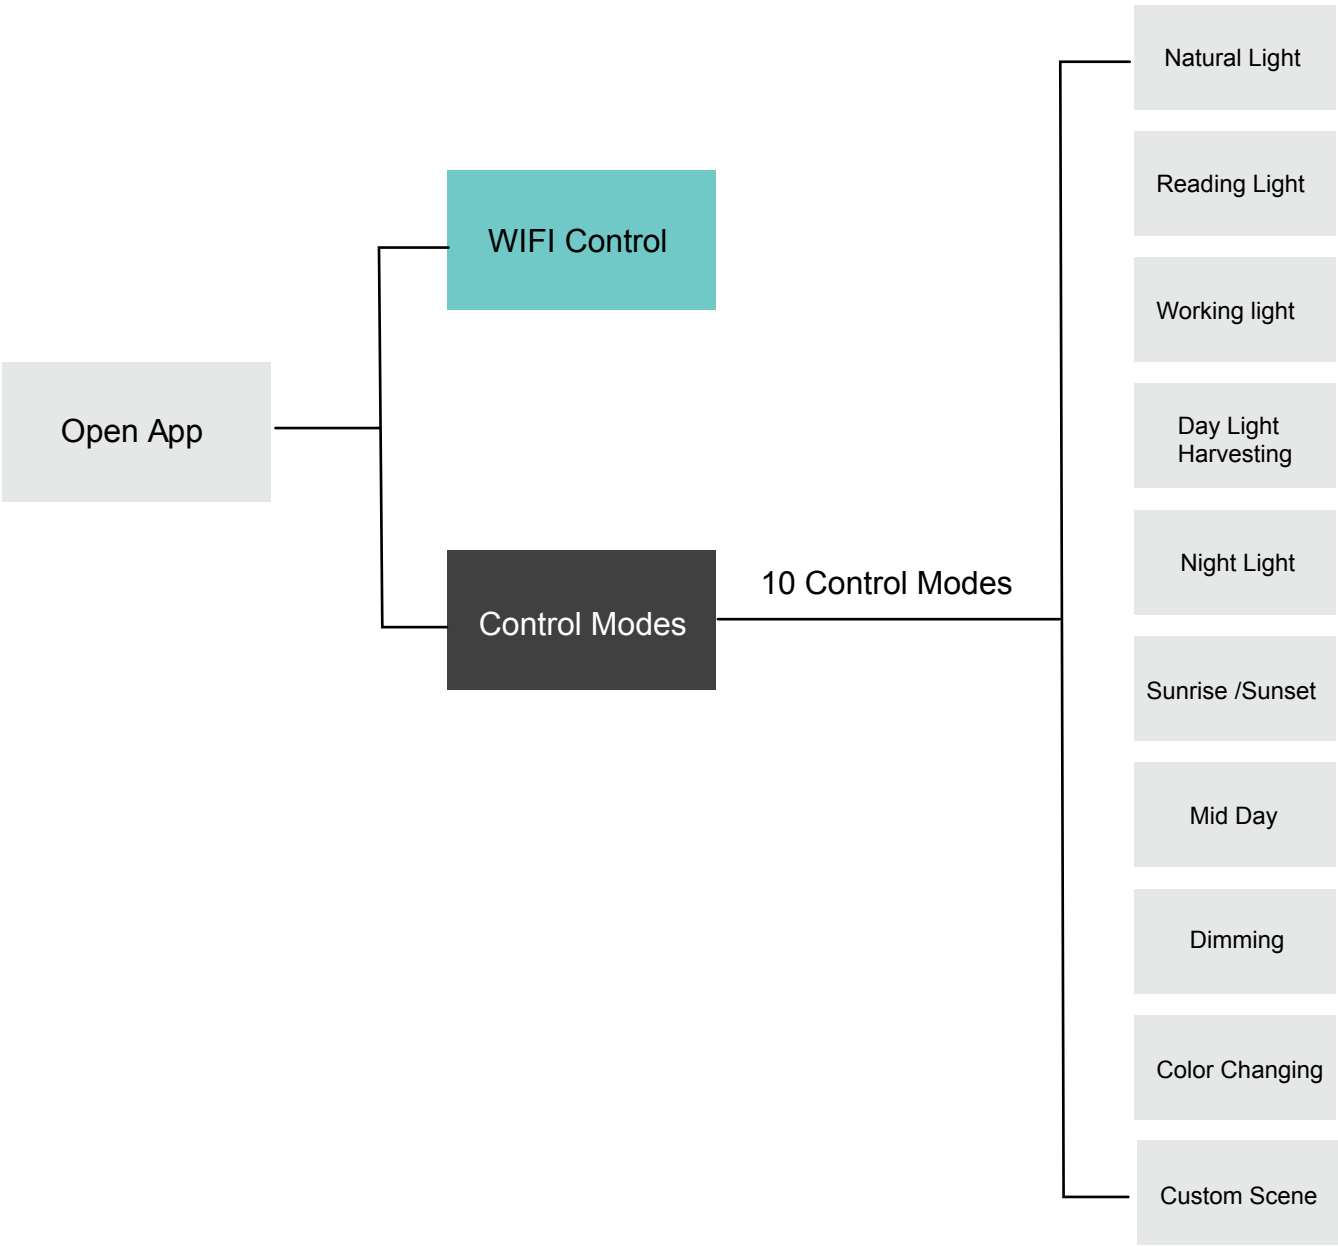 Open App
WIFI Control
Control Modes
10 Control Modes
Natural Light
Reading Light
Working light
Day Light
Harvesting
Night Light
Sunrise /Sunset
Mid Day
Dimming
Color Changing
Custom Scene